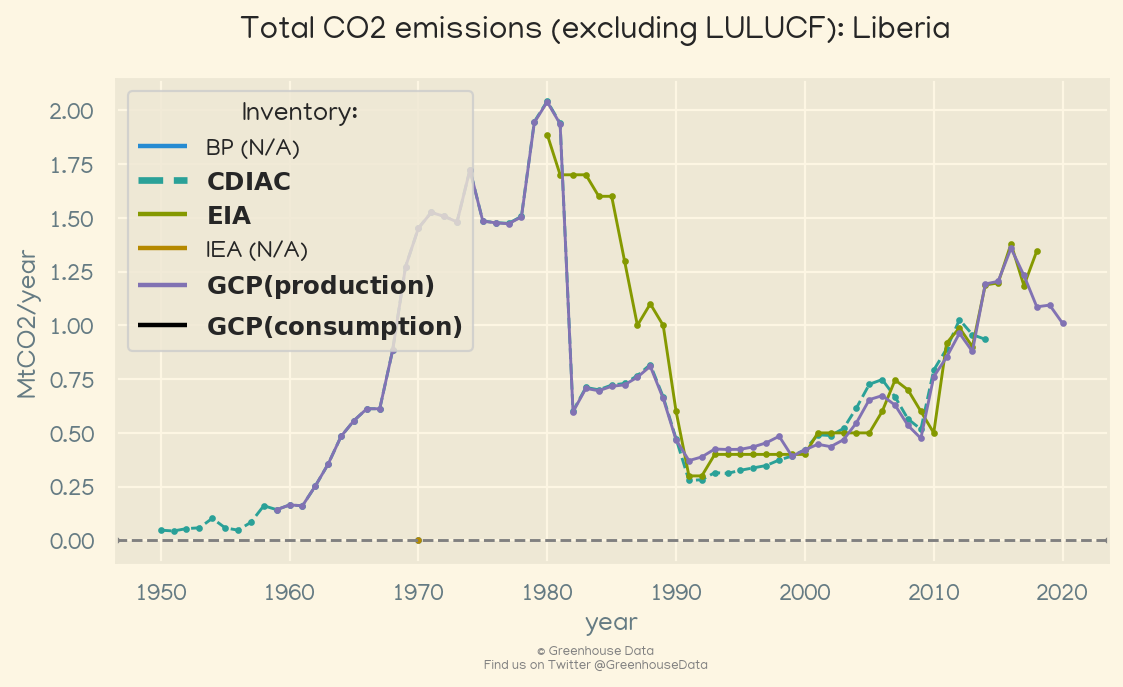 Total CO2 emissions (excluding LULUCF): Liberia
Inventory:
BP (N/A)
CDIAC
EIA
IEA (N/A)
GCP(production)
GCP(consumption)
MtCO2/year
2.00
1.75
1.50
1.25
1.00
0.75
0.50
0.25
0.00
1950 1960 1970 1980 1990 2000 2010 2020
year
© Greenhouse Data
Find us on Twitter @GreenhouseData